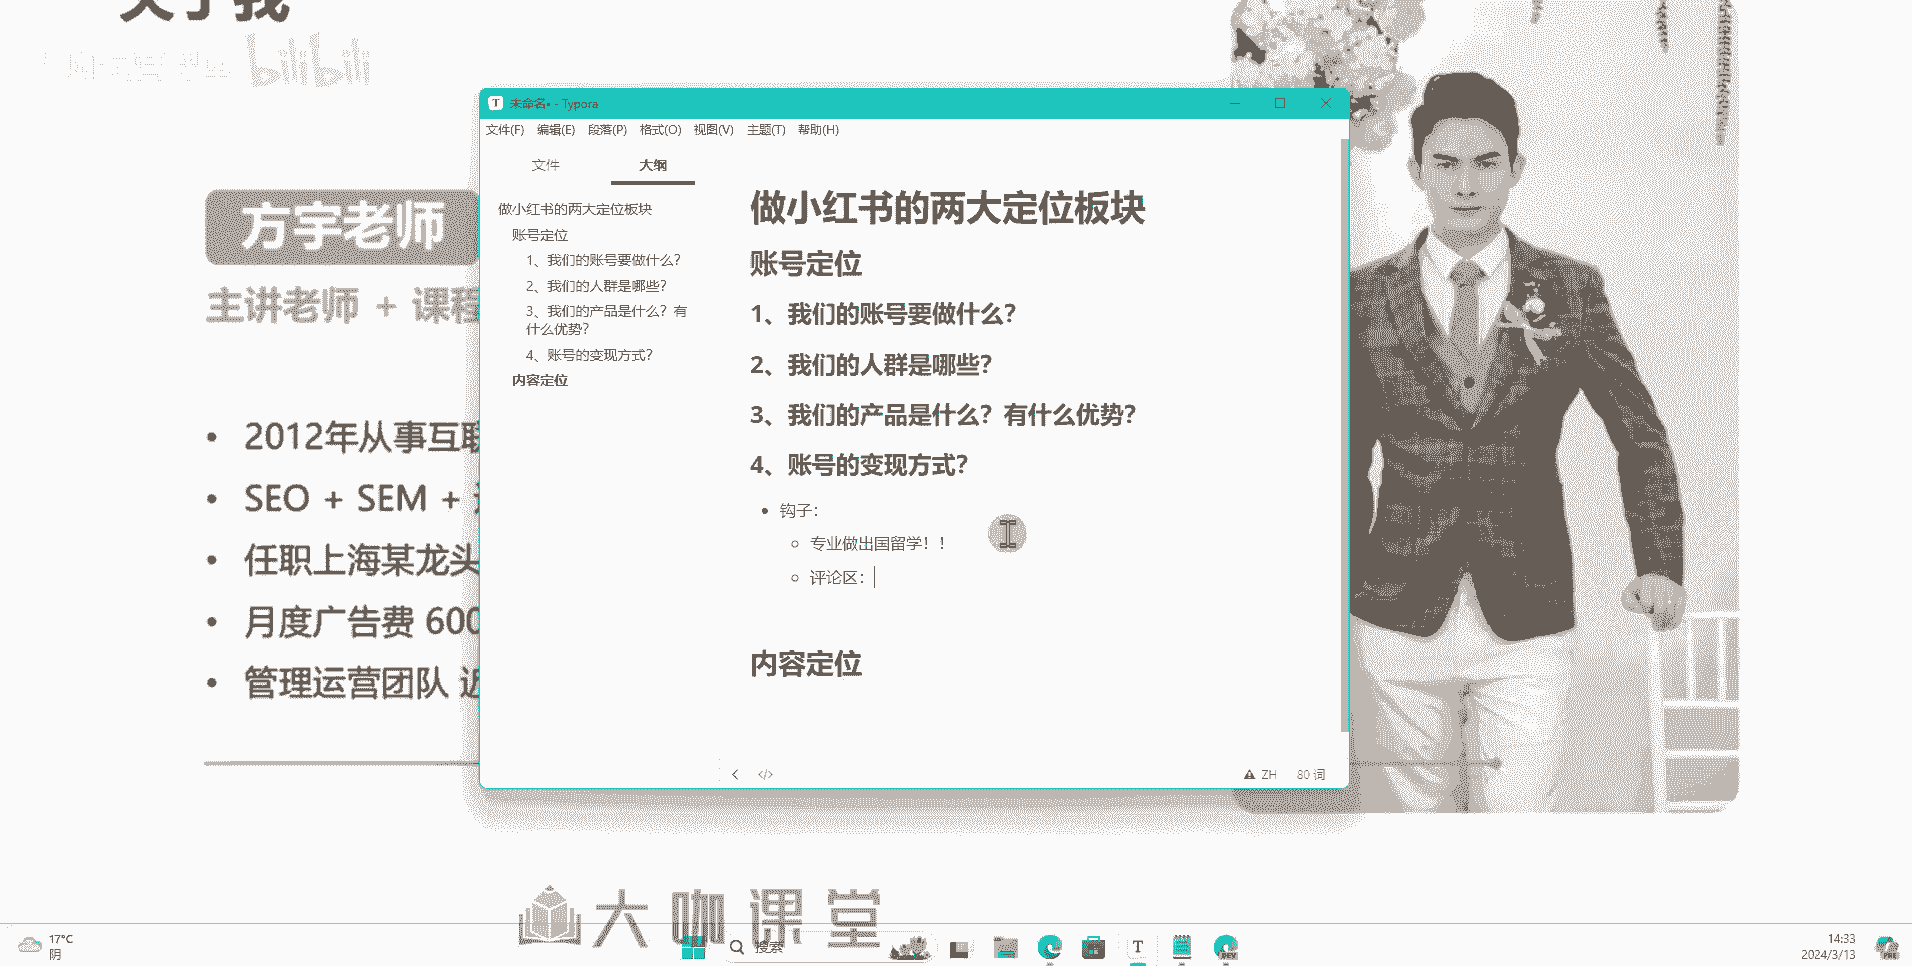 关于我
bilibili
方宇老师
主讲老师 + 课程
2012年从事互联
SEO + SEM +
任职上海某龙头
月度广告费 600
管理运营团队 近
未命名• - Typora
文件(F) 编辑(E) 段落(P) 格式(O) 视图(V) 主题(T) 帮助(H)
文件 大纲
做小红书的两大定位板块
账号定位
1、我们的账号要做什么？
2、我们的人群是哪些？
3、我们的产品是什么？有
什么优势？
4、账号的变现方式？
内容定位
做小红书的两大定位板块
账号定位
1、我们的账号要做什么？
2、我们的人群是哪些？
3、我们的产品是什么？有什么优势？
4、账号的变现方式？
钩子：
专业做出国留学！！
评论区：
内容定位
ZH 80 词
大咖课堂
17°C
阴
搜索
T
DEV
14:33
2024/3/13
PRE